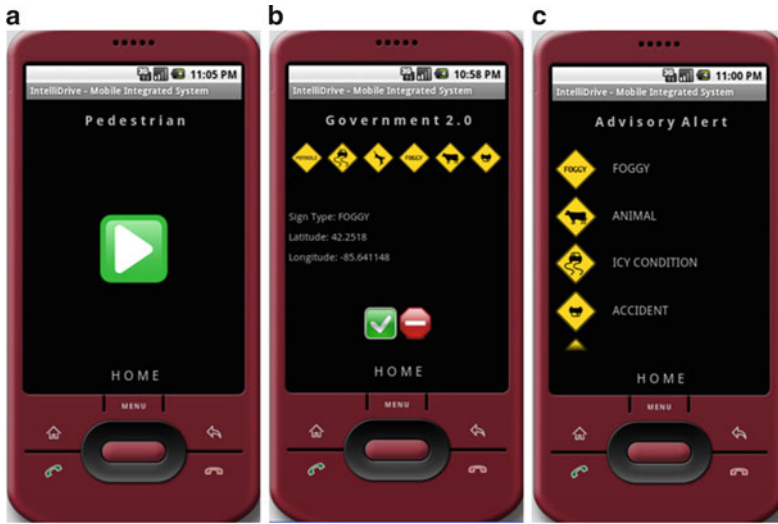 a
11:05 PM
IntelliDrive - Mobile Integrated System
Pedestrian
HOME
MENU
b
10:58 PM
IntelliDrive - Mobile Integrated System
Government 2.0
POTHOLE
FOGGY
Sign Type: FOGGY
Latitude: 42.2518
Longitude: -85.641148
HOME
MENU
c
11:00 PM
IntelliDrive - Mobile Integrated System
Advisory Alert
FOGGY FOGGY
ANIMAL
ICY CONDITION
ACCIDENT
HOME
MENU